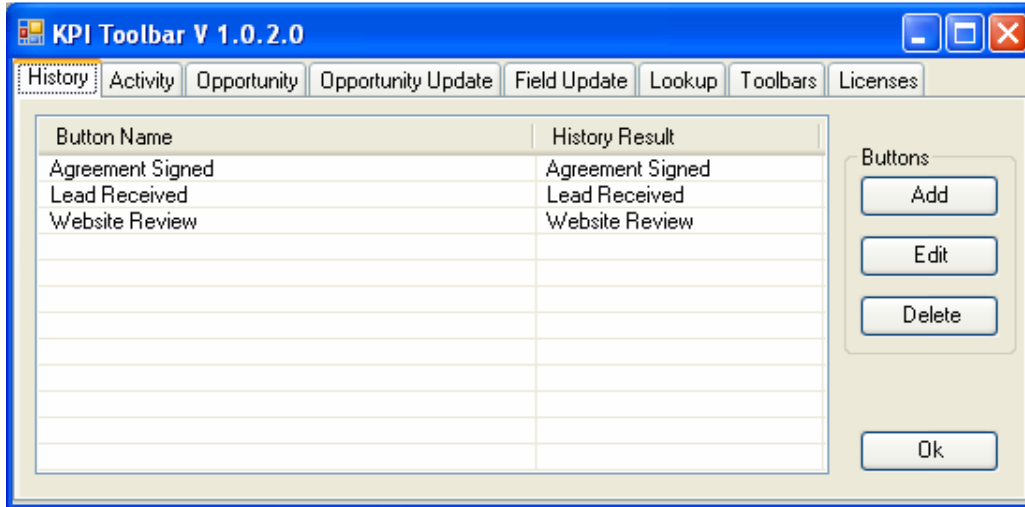 KPI Toolbar V 1.0.2.0
History Activity Opportunity Opportunity Update Field Update Lookup Toolbars Licenses
Button Name History Result
Agreement Signed Agreement Signed
Lead Received Lead Received
Website Review Website Review
Buttons
Add
Edit
Delete
Ok